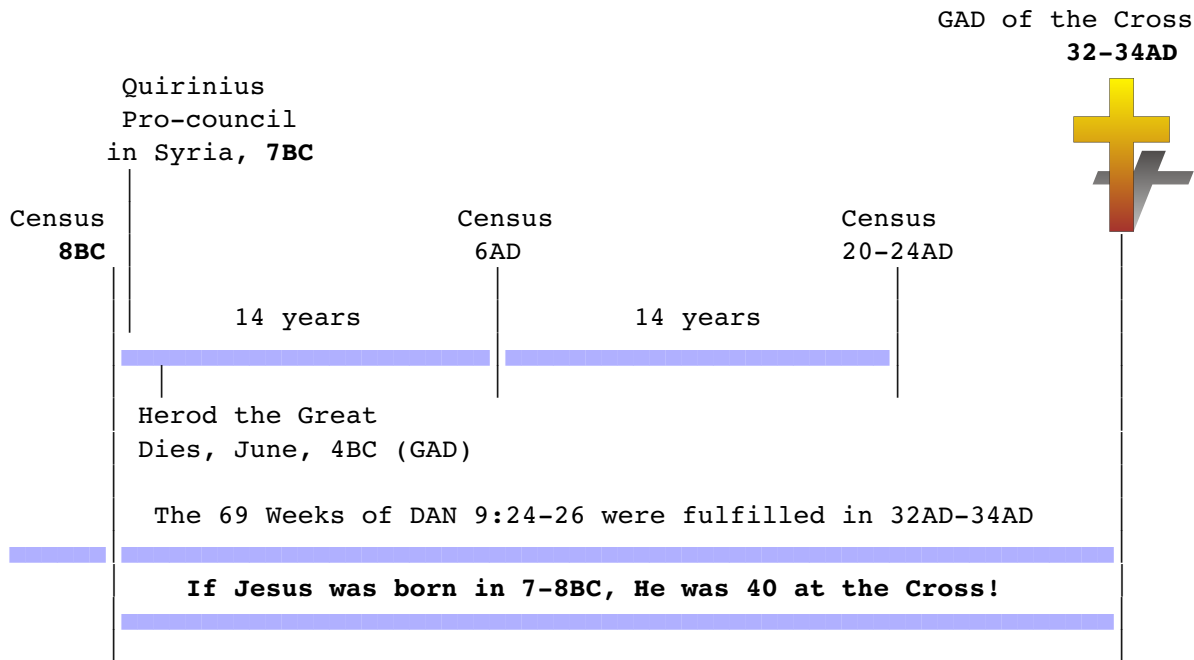 GAD of the Cross
32-34AD
Quirinius
Pro-council
in Syria, 7BC
Census
8BC
Census
6AD
Census
20-24AD
14 years
14 years
Herod the Great
Dies, June, 4BC (GAD)
The 69 Weeks of DAN 9:24-26 were fulfilled in 32AD-34AD
If Jesus was born in 7-8BC, He was 40 at the Cross!